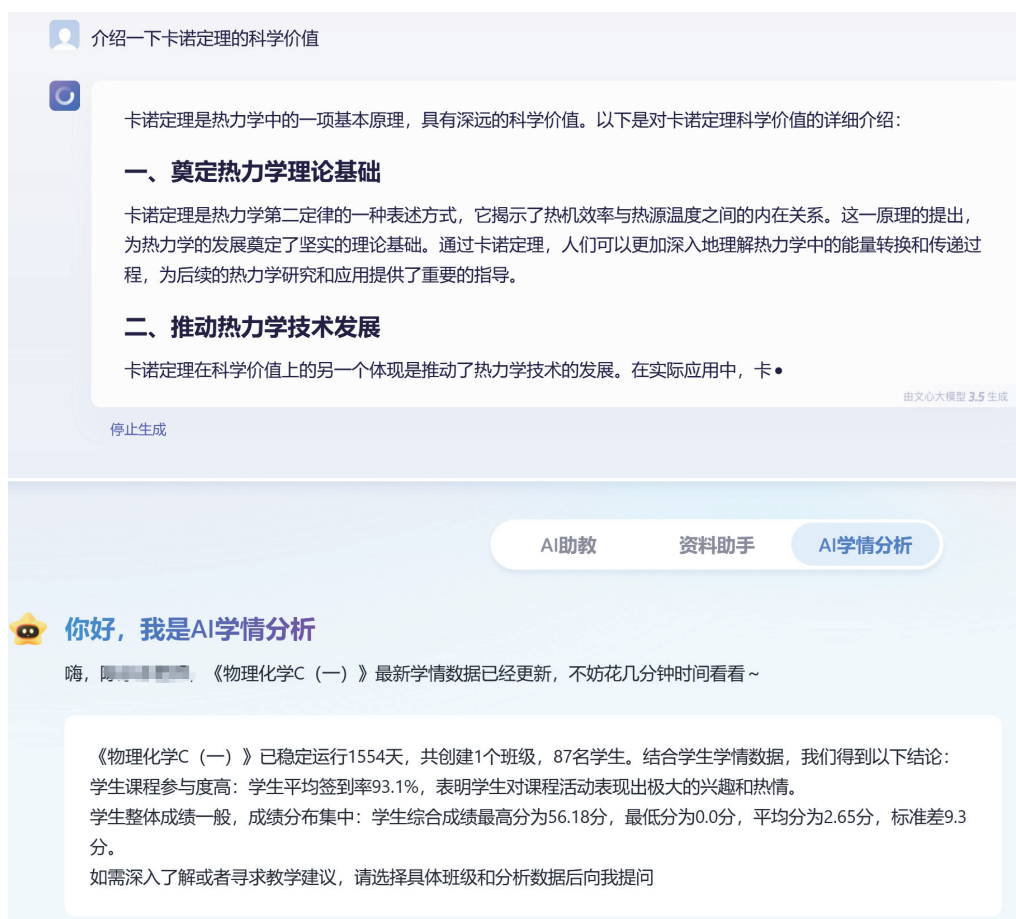 介绍一下卡诺定理的科学价值
卡诺定理是热力学中的一项基本原理，具有深远的科学价值。以下是对卡诺定理科学价值的详细介绍：
一、奠定热力学理论基础
卡诺定理是热力学第二定律的一种表述方式，它揭示了热机效率与热源温度之间的内在关系。这一原理的提出，
为热力学的发展奠定了坚实的理论基础。通过卡诺定理，人们可以更加深入地理解热力学中的能量转换和传递过
程，为后续的热力学研究和应用提供了重要的指导。
二、推动热力学技术发展
卡诺定理在科学价值上的另一个体现是推动了热力学技术的发展。在实际应用中，卡
由文心大模型 3.5 生成
停止生成
AI助教 资料助手 AI学情分析
你好，我是AI学情分析
嗨，《物理化学C（一）》最新学情数据已经更新，不妨花几分钟时间看看~
《物理化学C（一）》已稳定运行1554天，共创建1个班级，87名学生。结合学生学情数据，我们得到以下结论：
学生课程参与度高：学生平均签到率93.1%，表明学生对课程活动表现出极大的兴趣和热情。
学生整体成绩一般，成绩分布集中：学生综合成绩最高分为56.18分，最低分为0.0分，平均分为2.65分，标准差9.3
分。
如需深入了解或者寻求教学建议，请选择具体班级和分析数据后向我提问